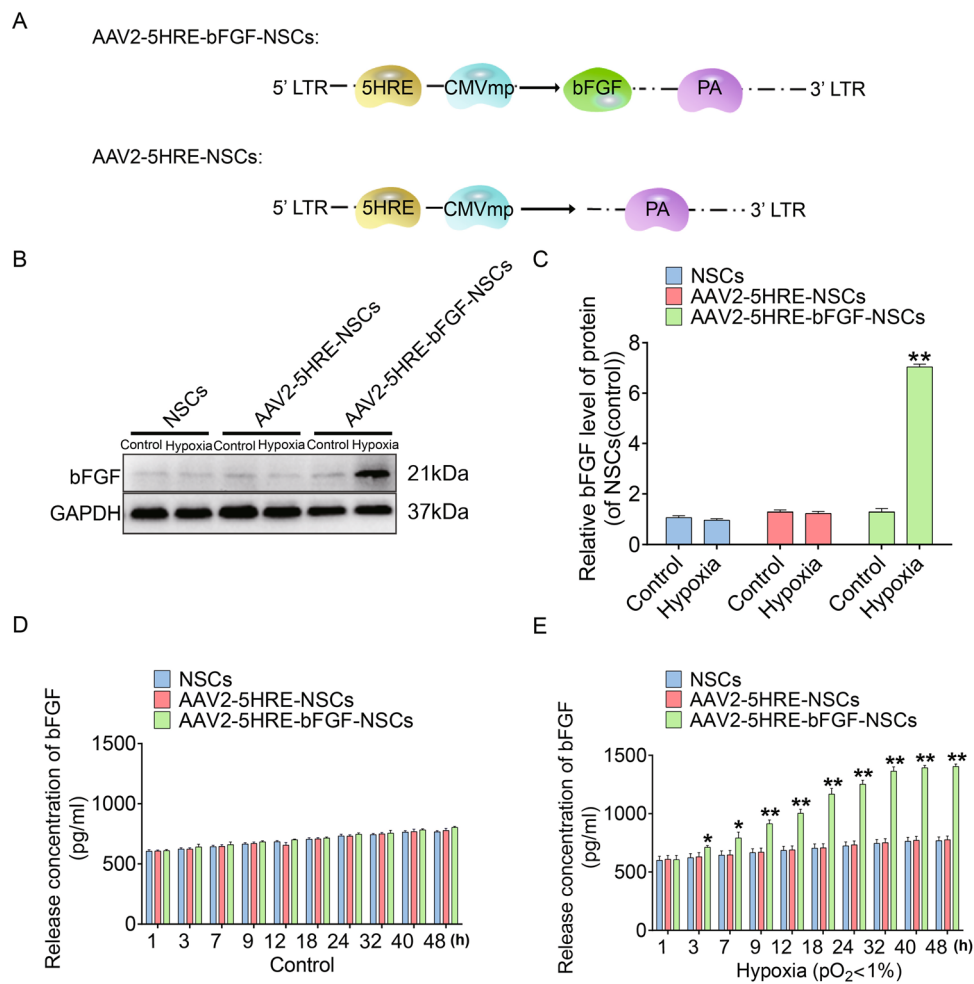 A
AAV2-5HRE-bFGF-NSCs:
5' LTR 5HRE CMVmp bFGF PA 3' LTR
AAV2-5HRE-NSCs:
5' LTR 5HRE CMVmp PA 3' LTR
B
NSCs
AAV2-5HRE-NSCs
AAV2-5HRE-bFGF-NSCs
Control Hypoxia Control Hypoxia Control Hypoxia
bFGF 21kDa
GAPDH 37kDa
C
NSCs
AAV2-5HRE-NSCs
AAV2-5HRE-bFGF-NSCs
Relative bFGF level of protein
(of NSCs(control))
8
6
4
2
0
**
Control Hypoxia Control Hypoxia Control Hypoxia
D
NSCs
AAV2-5HRE-NSCs
AAV2-5HRE-bFGF-NSCs
Release concentration of bFGF
(pg/ml)
1500
1000
500
0
1 3 7 9 12 18 24 32 40 48 (h)
Control
E
NSCs
AAV2-5HRE-NSCs
AAV2-5HRE-bFGF-NSCs
Release concentration of bFGF
(pg/ml)
1500
1000
500
0
* * ** ** ** ** ** ** **
1 3 7 9 12 18 24 32 40 48 (h)
Hypoxia (pO₂<1%)